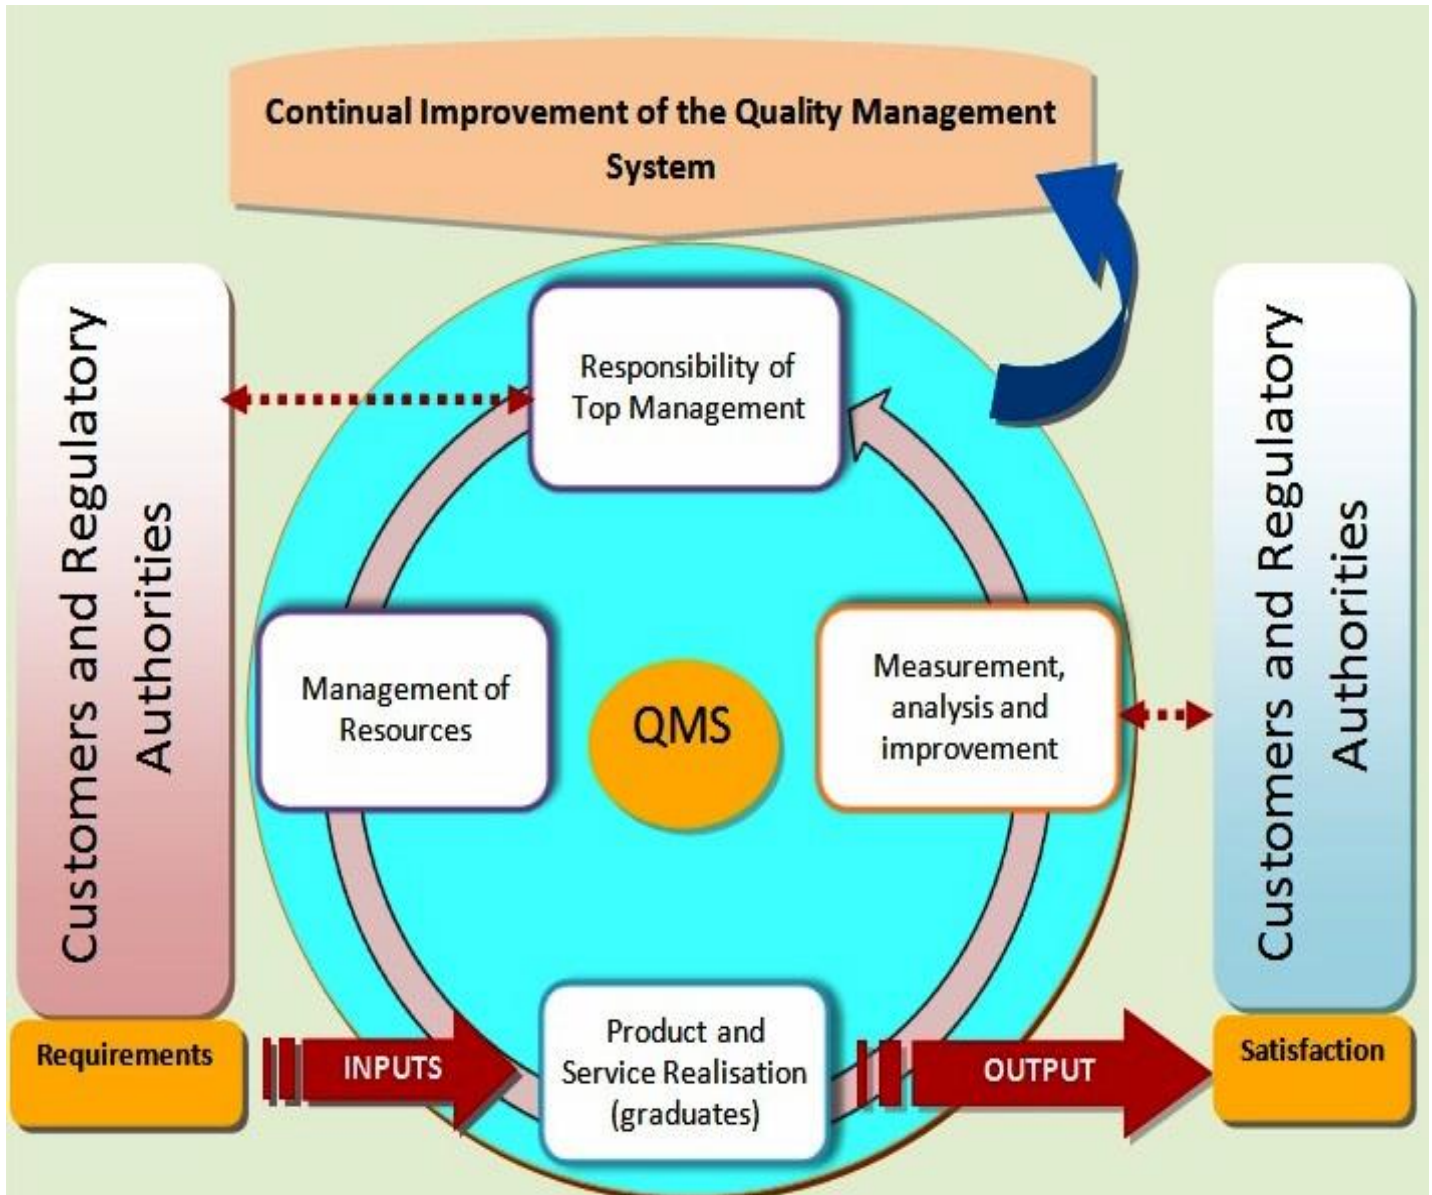 Continual Improvement of the Quality Management
System
Customers and Regulatory
Authorities
Responsibility of
Top Management
Customers and Regulatory
Authorities
Management of
Resources
QMS
Measurement,
analysis and
improvement
Requirements
INPUTS
Product and
Service Realisation
(graduates)
OUTPUT
Satisfaction